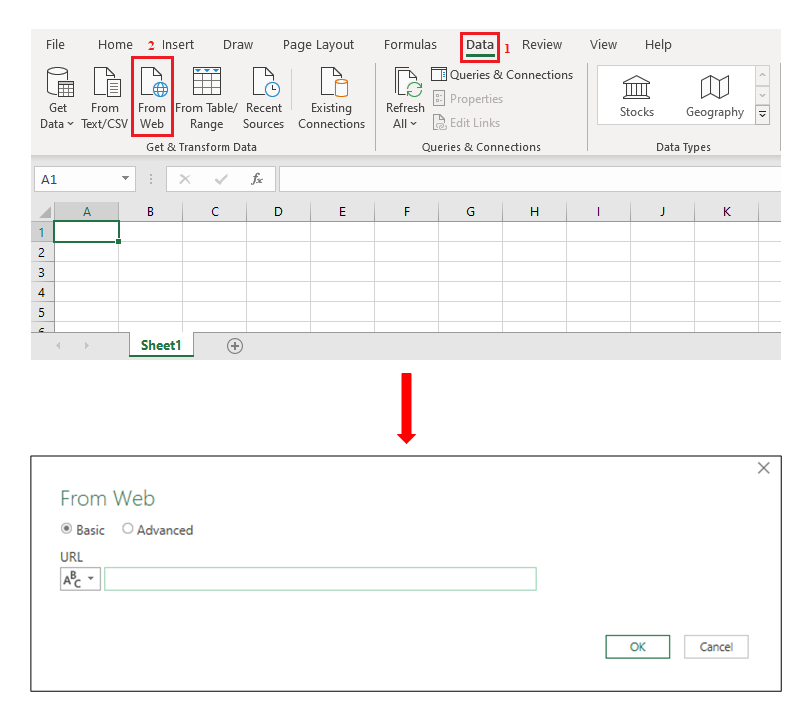 File Home 2 Insert Draw Page Layout Formulas Data 1 Review View Help
Get Data From Text/CSV From Web From Table/ Range Recent Sources Existing Connections Refresh All Queries & Connections Properties Edit Links Stocks Geography
Get & Transform Data Queries & Connections Data Types
A1 fx
A B C D E F G H I J K
1
2
3
4
5
Sheet1
From Web
Basic Advanced
URL
ABC
OK Cancel